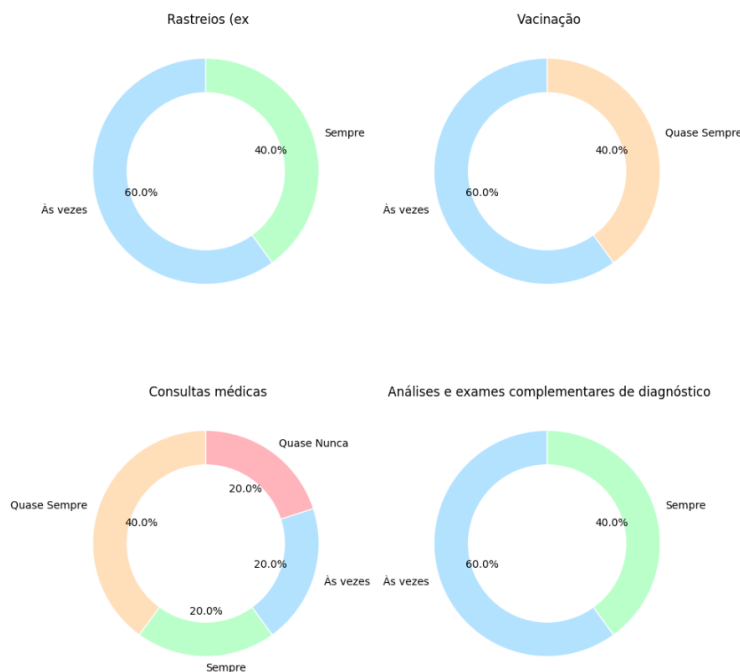 Rastreios (ex
Sempre
40.0%
60.0%
Às vezes
Vacinação
Quase Sempre
40.0%
60.0%
Às vezes
Consultas médicas
Quase Nunca
20.0%
Quase Sempre
40.0%
20.0%
Às vezes
20.0%
Sempre
Análises e exames complementares de diagnóstico
Sempre
40.0%
60.0%
Às vezes